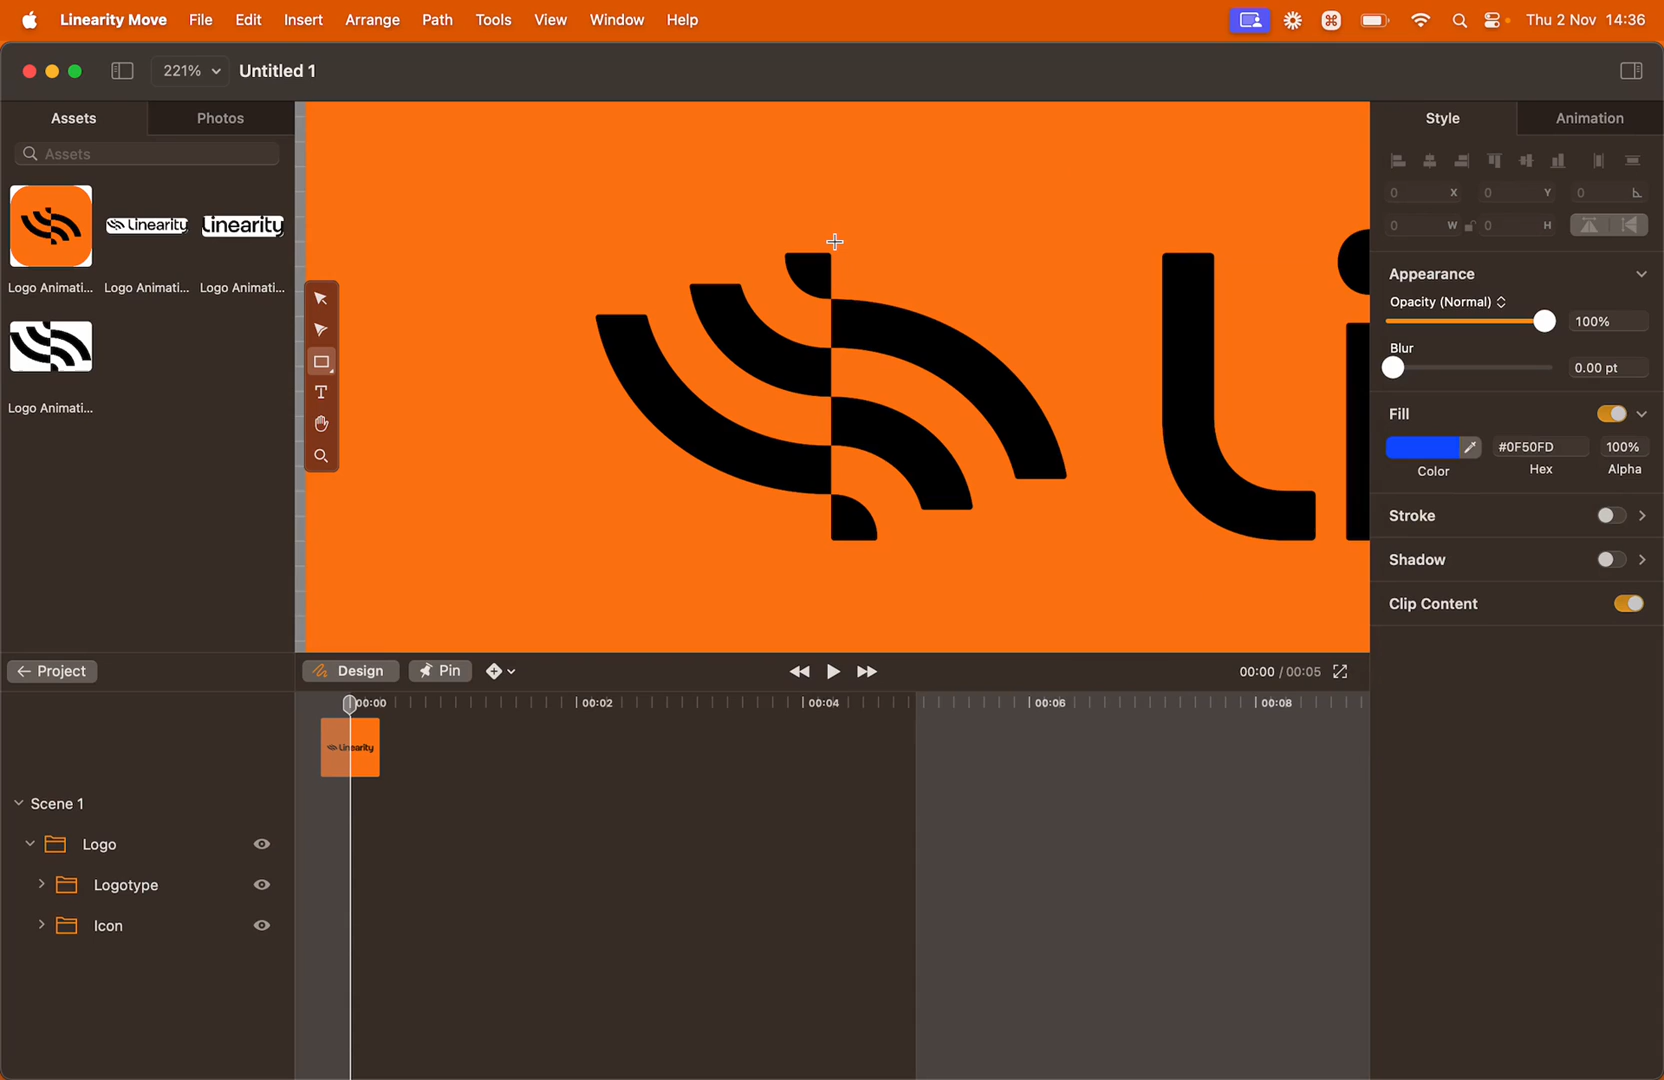 Linearity Move File Edit Insert Arrange Path Tools View Window Help Thu 2 Nov 14:36
221% Untitled 1
Assets Photos Style Animation
Assets
0 X 0 Y 0
Linearity Linearity
0 W 0 H
Logo Animati... Logo Animati... Logo Animati...
Appearance
Opacity (Normal)
100%
Blur
0.00 pt
Logo Animati...
Fill
#0F50FD 100%
Color Hex Alpha
Stroke
Shadow
Clip Content
Li
T
Project Design Pin 00:00 / 00:05
00:00 00:02 00:04 00:06 00:08
Linearity
Scene 1
Logo
Logotype
Icon